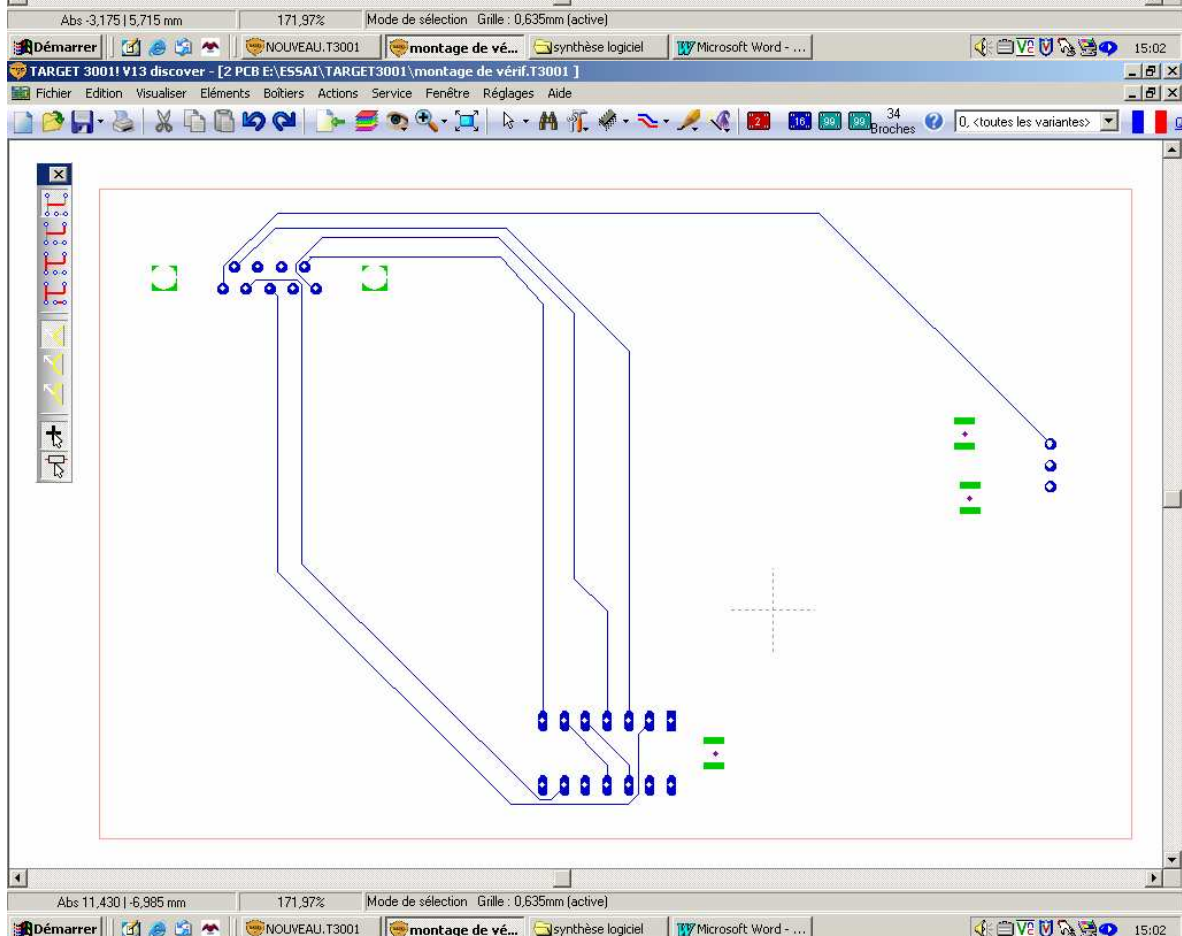 Abs -3,175 | 5,715 mm 171,97% Mode de sélection Grille : 0,635mm (active)
Démarrer NOUVEAU.T3001 montage de vé... synthèse logiciel Microsoft Word - ... 15:02
TARGET 3001! V13 discover - [2 PCB E:\ESSAI\TARGET3001\montage de vérif.T3001 ]
Fichier Edition Visualiser Eléments Boîtiers Actions Service Fenêtre Réglages Aide
2 16 99 99 34 Broches 0, <toutes les variantes>
Abs 11,430 | -6,985 mm 171,97% Mode de sélection Grille : 0,635mm (active)
Démarrer NOUVEAU.T3001 montage de vé... synthèse logiciel Microsoft Word - ... 15:02